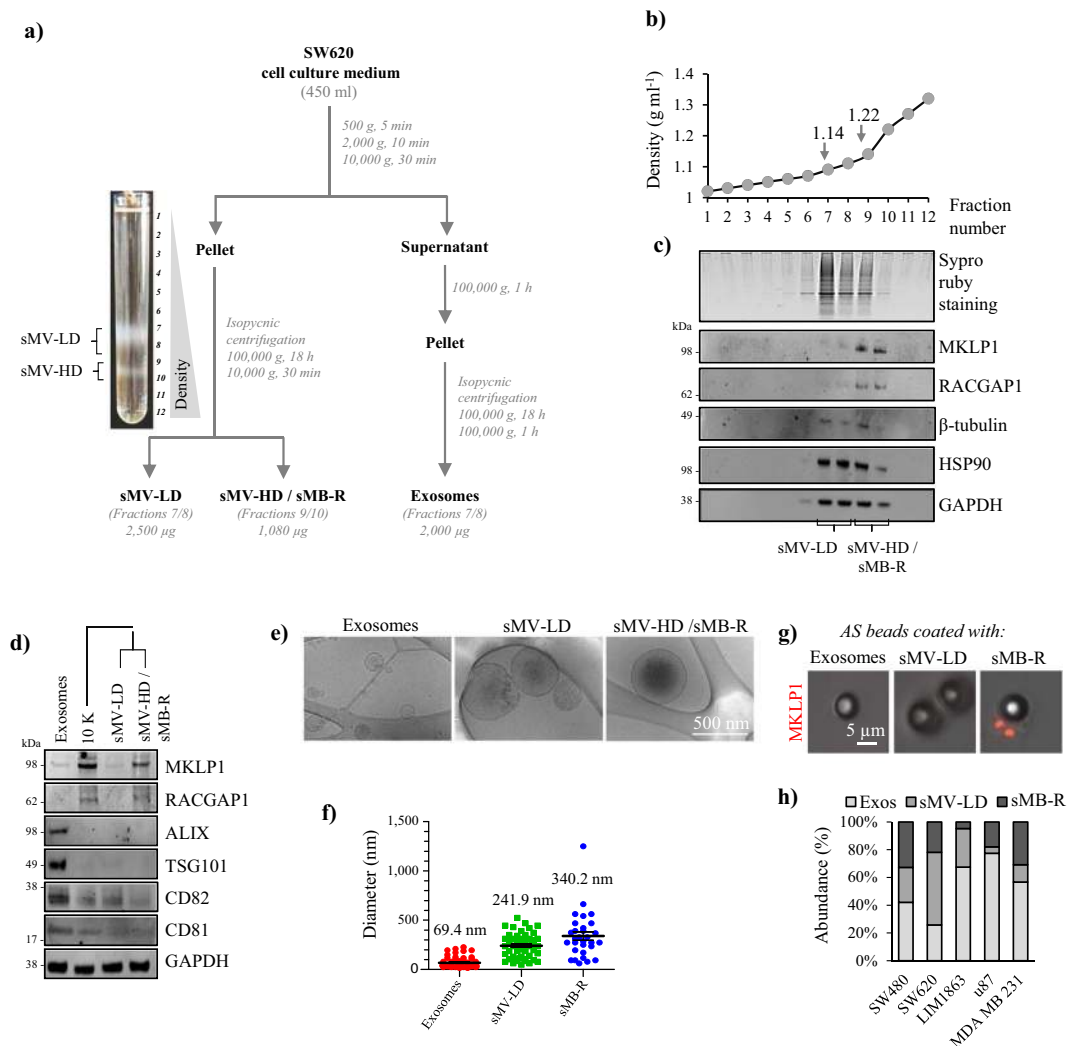 a)
SW620
cell culture medium
(450 ml)
500 g, 5 min
2,000 g, 10 min
10,000 g, 30 min
Pellet
Supernatant
100,000 g, 1 h
Pellet
Isopycnic
centrifugation
100,000 g, 18 h
10,000 g, 30 min
Isopycnic
centrifugation
100,000 g, 18 h
100,000 g, 1 h
1
2
3
4
5
6
7
8
9
10
11
12
sMV-LD
sMV-HD
Density
sMV-LD
(Fractions 7/8)
2,500 µg
sMV-HD / sMB-R
(Fractions 9/10)
1,080 µg
Exosomes
(Fractions 7/8)
2,000 µg
b)
Density (g ml-1)
1.4
1.3
1.2
1.1
1
1.14
1.22
1 2 3 4 5 6 7 8 9 10 11 12
Fraction
number
c)
Sypro
ruby
staining
kDa
98
MKLP1
62
RACGAP1
49
β-tubulin
98
HSP90
38
GAPDH
sMV-LD
sMV-HD /
sMB-R
d)
Exosomes
10 K
sMV-LD
sMV-HD /
sMB-R
kDa
98
MKLP1
62
RACGAP1
98
ALIX
49
TSG101
38
CD82
17
CD81
38
GAPDH
e)
Exosomes
sMV-LD
sMV-HD /sMB-R
500 nm
f)
Diameter (nm)
1,500
1,000
500
0
69.4 nm
241.9 nm
340.2 nm
Exosomes
sMV-LD
sMB-R
g)
AS beads coated with:
Exosomes
sMV-LD
sMB-R
MKLP1
5 µm
h)
Exos
sMV-LD
sMB-R
Abundance (%)
100%
80%
60%
40%
20%
0%
SW480
SW620
LIM1863
u87
MDA MB 231